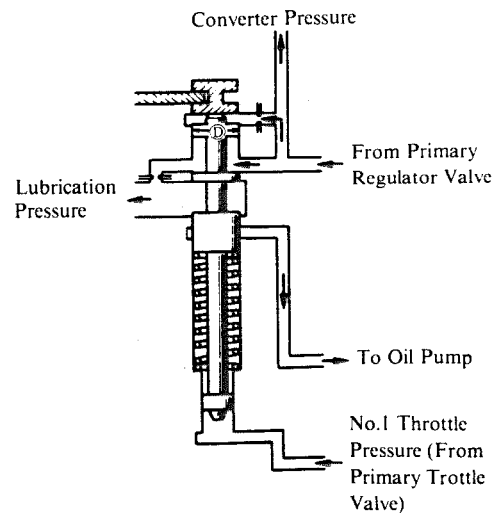 Converter Pressure
D
From Primary
Regulator Valve
Lubrication
Pressure
To Oil Pump
No.1 Throttle
Pressure (From
Primary Trottle
Valve)